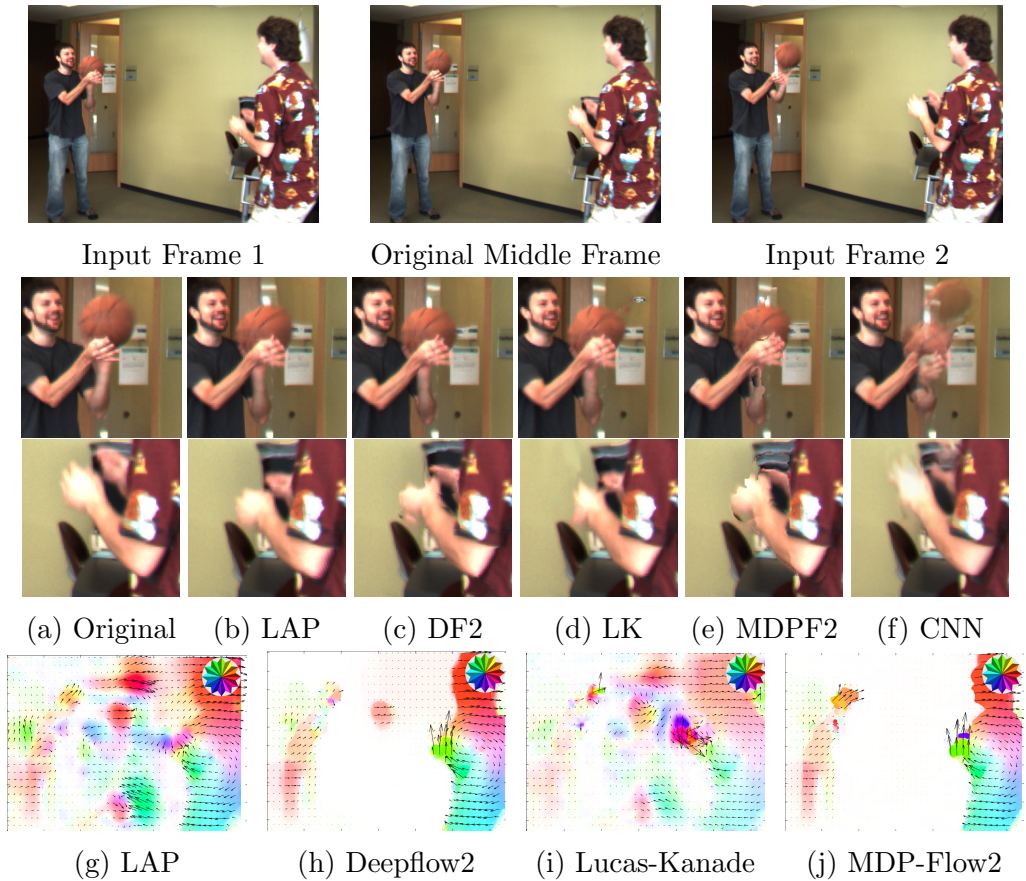 Input Frame 1
Original Middle Frame
Input Frame 2
(a) Original
(b) LAP
(c) DF2
(d) LK
(e) MDPF2
(f) CNN
(g) LAP
(h) Deepflow2
(i) Lucas-Kanade
(j) MDP-Flow2